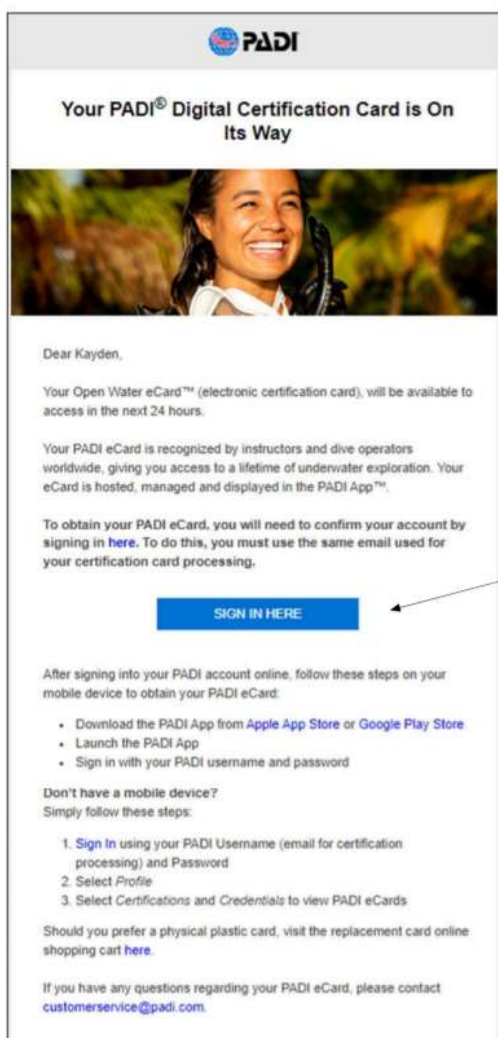 PADI
Your PADI® Digital Certification Card is On
Its Way
Dear Kayden,
Your Open Water eCard™ (electronic certification card), will be available to
access in the next 24 hours.
Your PADI eCard is recognized by instructors and dive operators
worldwide, giving you access to a lifetime of underwater exploration. Your
eCard is hosted, managed and displayed in the PADI App™.
To obtain your PADI eCard, you will need to confirm your account by
signing in here. To do this, you must use the same email used for
your certification card processing.
SIGN IN HERE
After signing into your PADI account online, follow these steps on your
mobile device to obtain your PADI eCard:
• Download the PADI App from Apple App Store or Google Play Store
• Launch the PADI App
• Sign in with your PADI username and password
Don't have a mobile device?
Simply follow these steps:
1. Sign In using your PADI Username (email for certification
processing) and Password
2. Select Profile
3. Select Certifications and Credentials to view PADI eCards
Should you prefer a physical plastic card, visit the replacement card online
shopping cart here.
If you have any questions regarding your PADI eCard, please contact
customerservice@padi.com.